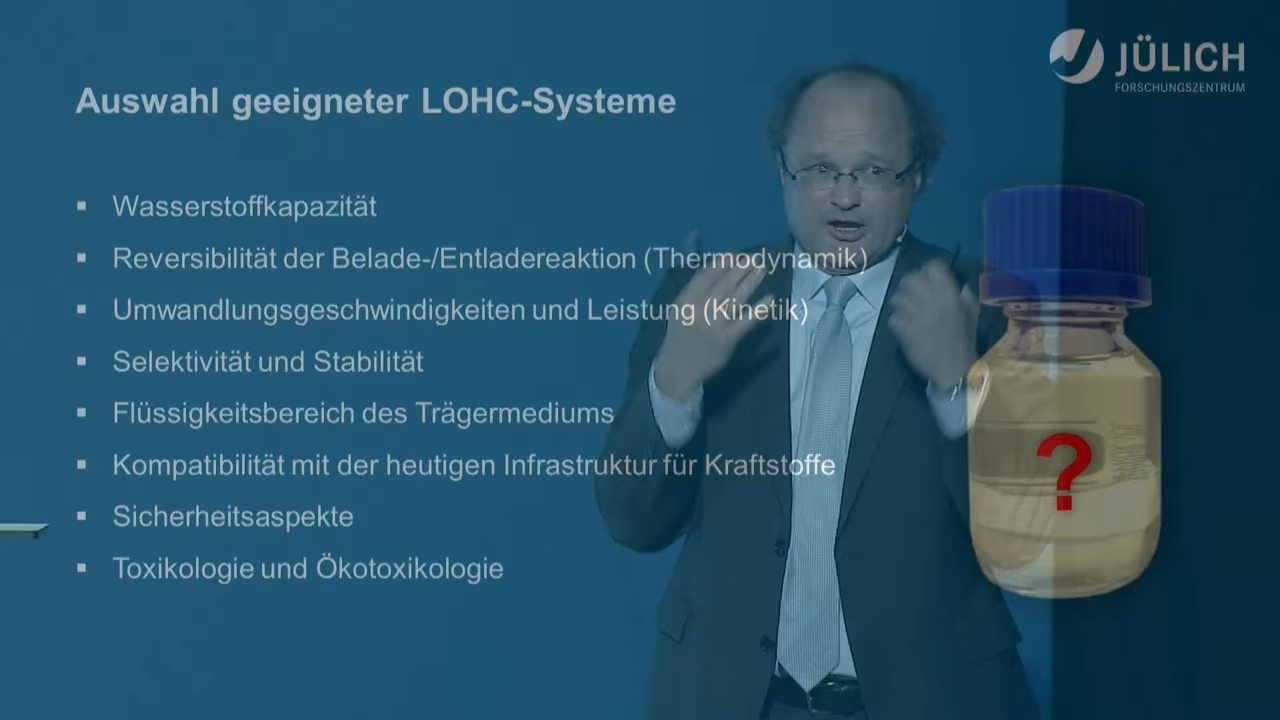 JÜLICH
FORSCHUNGSZENTRUM
Auswahl geeigneter LOHC-Systeme
▪ Wasserstoffkapazität
▪ Reversibilität der Belade-/Entladereaktion (Thermodynamik)
▪ Umwandlungsgeschwindigkeiten und Leistung (Kinetik)
▪ Selektivität und Stabilität
▪ Flüssigkeitsbereich des Trägermediums
▪ Kompatibilität mit der heutigen Infrastruktur für Kraftstoffe
▪ Sicherheitsaspekte
▪ Toxikologie und Ökotoxikologie
?